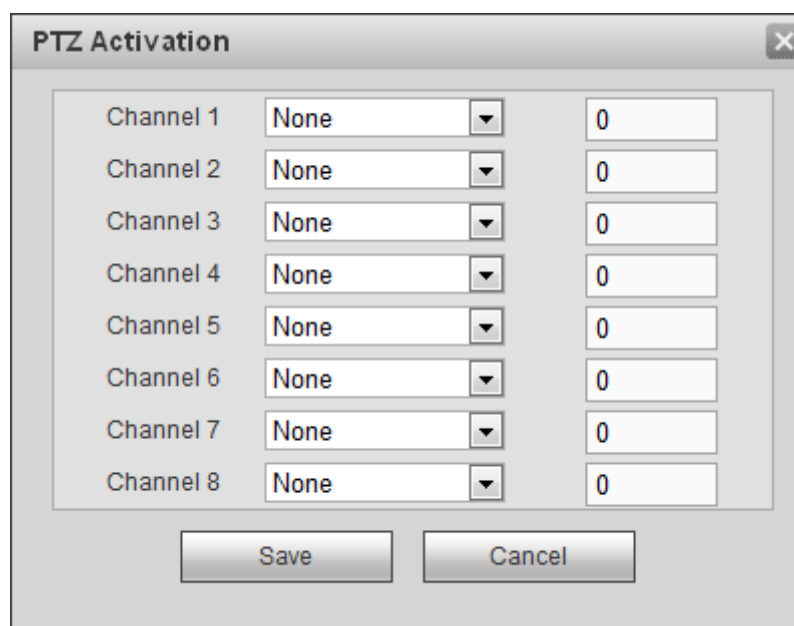 PTZ Activation
Channel 1 None 0
Channel 2 None 0
Channel 3 None 0
Channel 4 None 0
Channel 5 None 0
Channel 6 None 0
Channel 7 None 0
Channel 8 None 0
Save Cancel